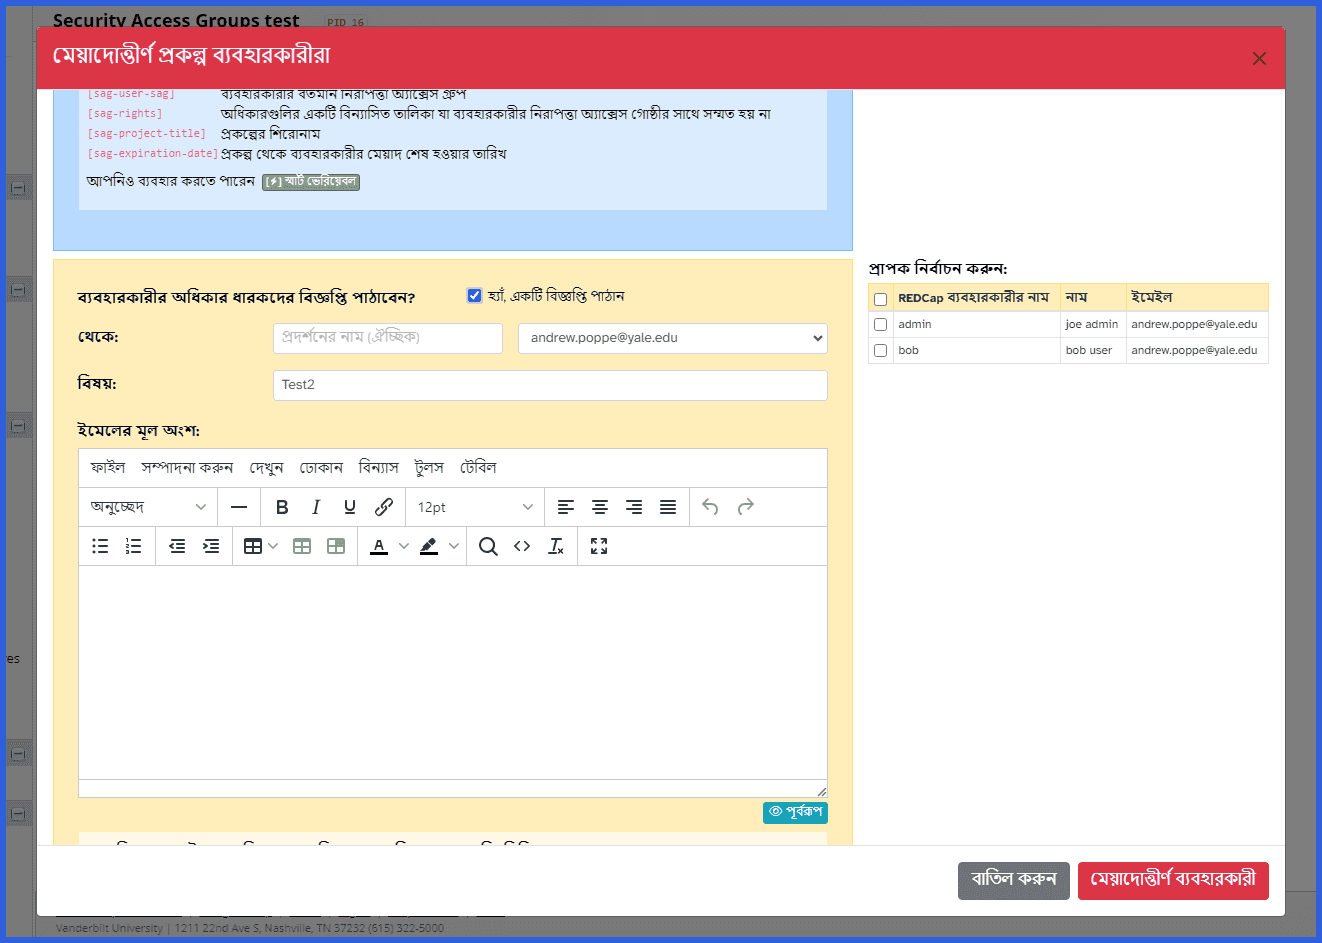 Security Access Groups test PID 16
মেয়াদোত্তীর্ণ প্রকল্প ব্যবহারকারীরা
[sag-user-sag] ব্যবহারকারীর বর্তমান নিরাপত্তা অ্যাক্সেস গ্রুপ
[sag-rights] অধিকারগুলির একটি বিন্যাসিত তালিকা যা ব্যবহারকারীর নিরাপত্তা অ্যাক্সেস গোষ্ঠীর সাথে সম্মত হয় না
[sag-project-title] প্রকল্পের শিরোনাম
[sag-expiration-date] প্রকল্প থেকে ব্যবহারকারীর মেয়াদ শেষ হওয়ার তারিখ
আপনিও ব্যবহার করতে পারেন [⚡] স্মার্ট ভেরিয়েবল
প্রাপক নির্বাচন করুন:
REDCap ব্যবহারকারীর নাম নাম ইমেইল
admin joe admin andrew.poppe@yale.edu
bob bob user andrew.poppe@yale.edu
ব্যবহারকারীর অধিকার ধারকদের বিজ্ঞপ্তি পাঠাবেন? হ্যাঁ, একটি বিজ্ঞপ্তি পাঠান
থেকে: প্রদর্শনের নাম (ঐচ্ছিক) andrew.poppe@yale.edu
বিষয়: Test2
ইমেলের মূল অংশ:
ফাইল সম্পাদনা করুন দেখুন ঢোকান বিন্যাস টুলস টেবিল
অনুচ্ছেদ B I U 12pt
A
পূর্বরূপ
বাতিল করুন মেয়াদোত্তীর্ণ ব্যবহারকারী
Vanderbilt University | 1211 22nd Ave S, Nashville, TN 37232 (615) 322-5000